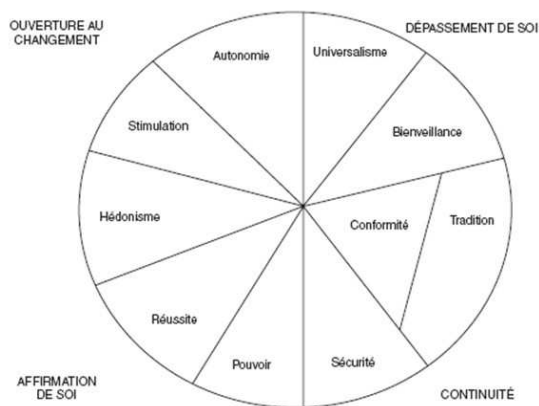 OUVERTURE AU
CHANGEMENT
DÉPASSEMENT DE SOI
Autonomie
Universalisme
Stimulation
Bienveillance
Hédonisme
Conformité
Tradition
Réussite
Pouvoir
Sécurité
AFFIRMATION
DE SOI
CONTINUITÉ